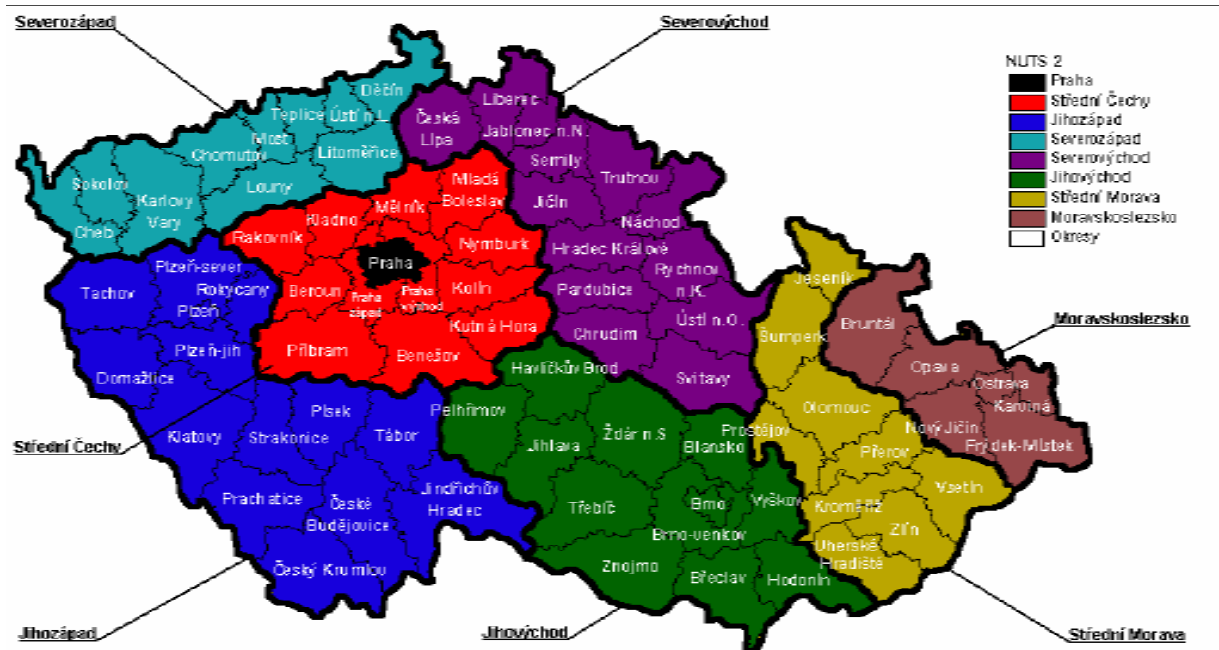 Severozápad
Severovýchod
NUTS 2
Praha
Střední Čechy
Jihozápad
Severozápad
Severovýchod
Jihovýchod
Střední Morava
Moravskoslezsko
Okresy
Děčín
Teplice
Ústí n.L.
Most
Chomutov
Litoměřice
Louny
Sokolov
Karlovy
Vary
Cheb
Česká
Lípa
Liberec
Jablonec n.N.
Semily
Trutnov
Jičín
Náchod
Hradec Králové
Rychnov
n.K.
Pardubice
Ústí n.O.
Chrudim
Svitavy
Mladá
Boleslav
Mělník
Kladno
Rakovník
Nymburk
Praha
Beroun
Praha
západ
Praha
východ
Kolín
Kutná Hora
Příbram
Benešov
Plzeň-sever
Tachov
Rokycany
Plzeň
Plzeň-jih
Domažlice
Klatovy
Písek
Strakonice
Tábor
Prachatice
České
Budějovice
Jindřichův
Hradec
Český Krumlov
Havlíčkův Brod
Pelhřimov
Jihlava
Žďár n.S
Blansko
Třebíč
Brno
Vyškov
Brno-venkov
Znojmo
Břeclav
Hodonín
Jeseník
Šumperk
Olomouc
Prostějov
Přerov
Kroměříž
Vsetín
Zlín
Uherské
Hradiště
Bruntál
Opava
Ostrava
Karviná
Nový Jičín
Frýdek-Místek
Moravskoslezsko
Střední Čechy
Jihozápad
Jihovýchod
Střední Morava